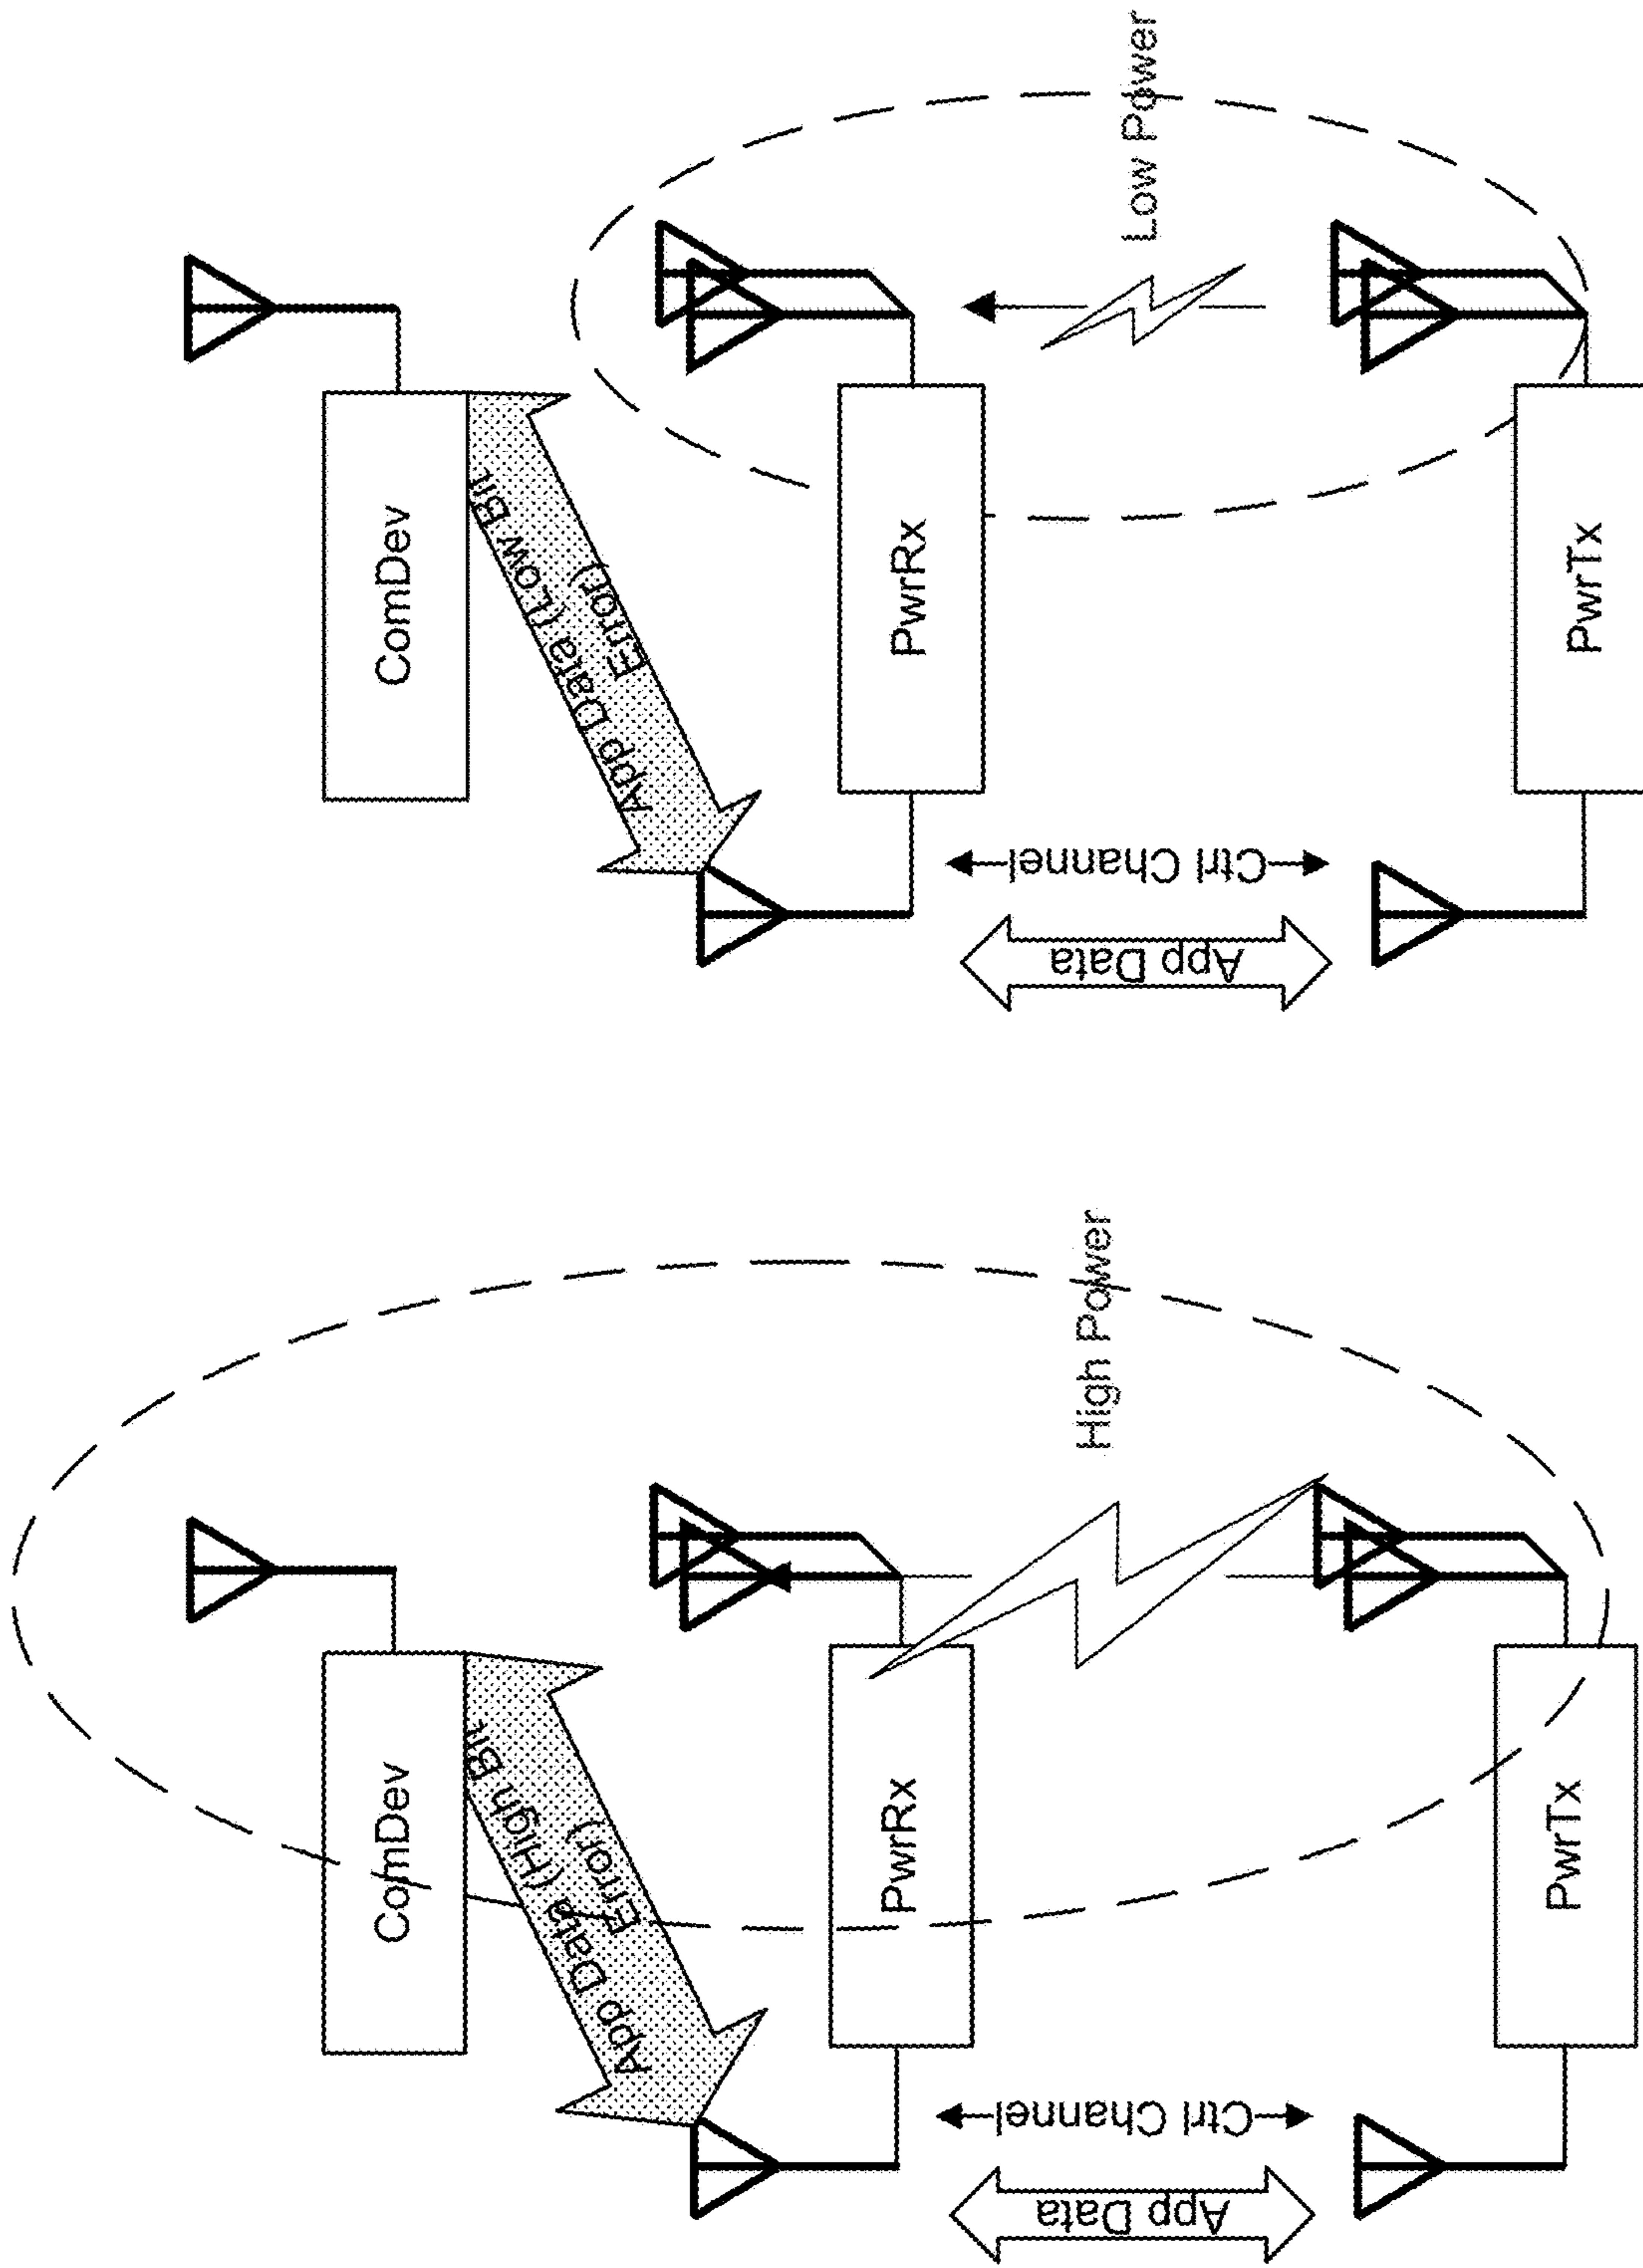 ComDev
App Data (Low Bit
Error)
PwrRx
Low Power
Ctrl Channel
App Data
PwrTx
ComDev
App Data (High Bit
Error)
PwrRx
High Power
Ctrl Channel
App Data
PwrTx